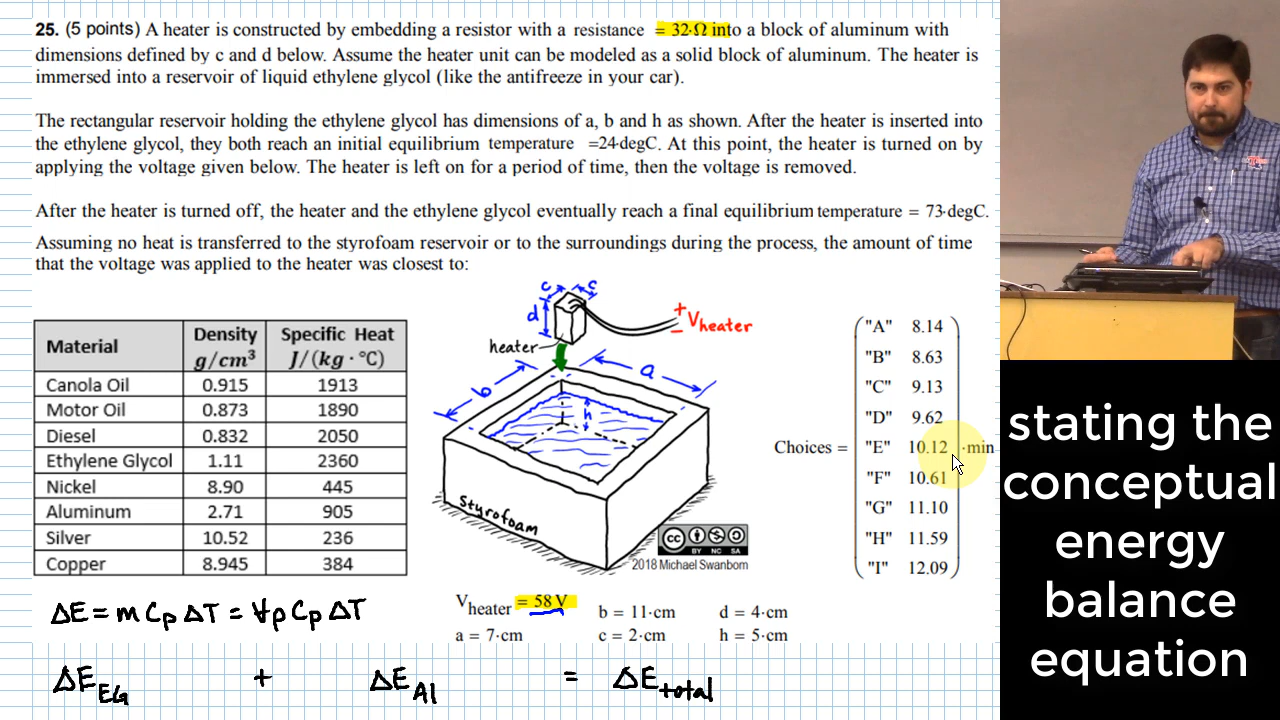 25. (5 points) A heater is constructed by embedding a resistor with a resistance = 32·Ω into a block of aluminum with
dimensions defined by c and d below. Assume the heater unit can be modeled as a solid block of aluminum. The heater is
immersed into a reservoir of liquid ethylene glycol (like the antifreeze in your car).
The rectangular reservoir holding the ethylene glycol has dimnsions of a, b and h as shown. After the heater is inserted into
the ethylene glycol, they both reach an initial equilibrium temperature =24·degC. At this point, the heater is turned on by
applying the voltage given below. The heater is left on for a period of time, then the voltage is removed.
After the heater is turned off, the heater and the ethylene glycol eventually reach a final equilibrium temperature = 73·degC.
Assuming no heat is transferred to the styrofoam reservoir or to the surroundings during the process, the amount of time
that the voltage was applied to the heater was closest to:
Material Density g/cm³ Specific Heat J/(kg·°C)
Canola Oil 0.915 1913
Motor Oil 0.873 1890
Diesel 0.832 2050
Ethylene Glycol 1.11 2360
Nickel 8.90 445
Aluminum 2.71 905
Silver 10.52 236
Copper 8.945 384
c c
d
+
Vheater
−
heater
a
b
h
Styrofoam
cc BY NC SA
2018 Michael Swanbom
Choices =
"A" 8.14
"B" 8.63
"C" 9.13
"D" 9.62
"E" 10.12 ·min
"F" 10.61
"G" 11.10
"H" 11.59
"I" 12.09
Vheater = 58 V b = 11·cm d = 4·cm
a = 7·cm c = 2·cm h = 5·cm
ΔE = m Cp ΔT = ∀ρ Cp ΔT
ΔE EG + ΔE Al = ΔE total
stating the
conceptual
energy
balance
equation